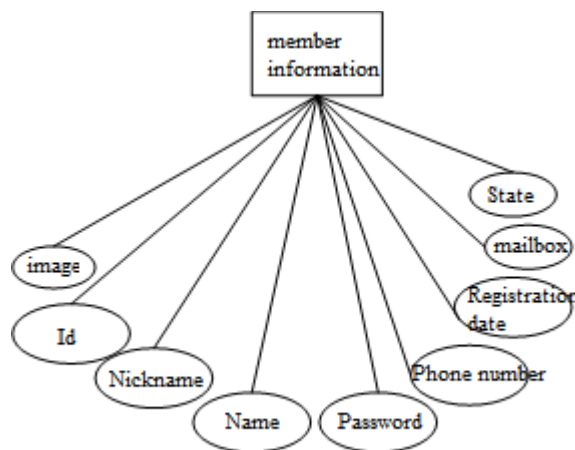 member
information
State
mailbox
image
Registration
date
Id
Phone number
Nickname
Name
Password